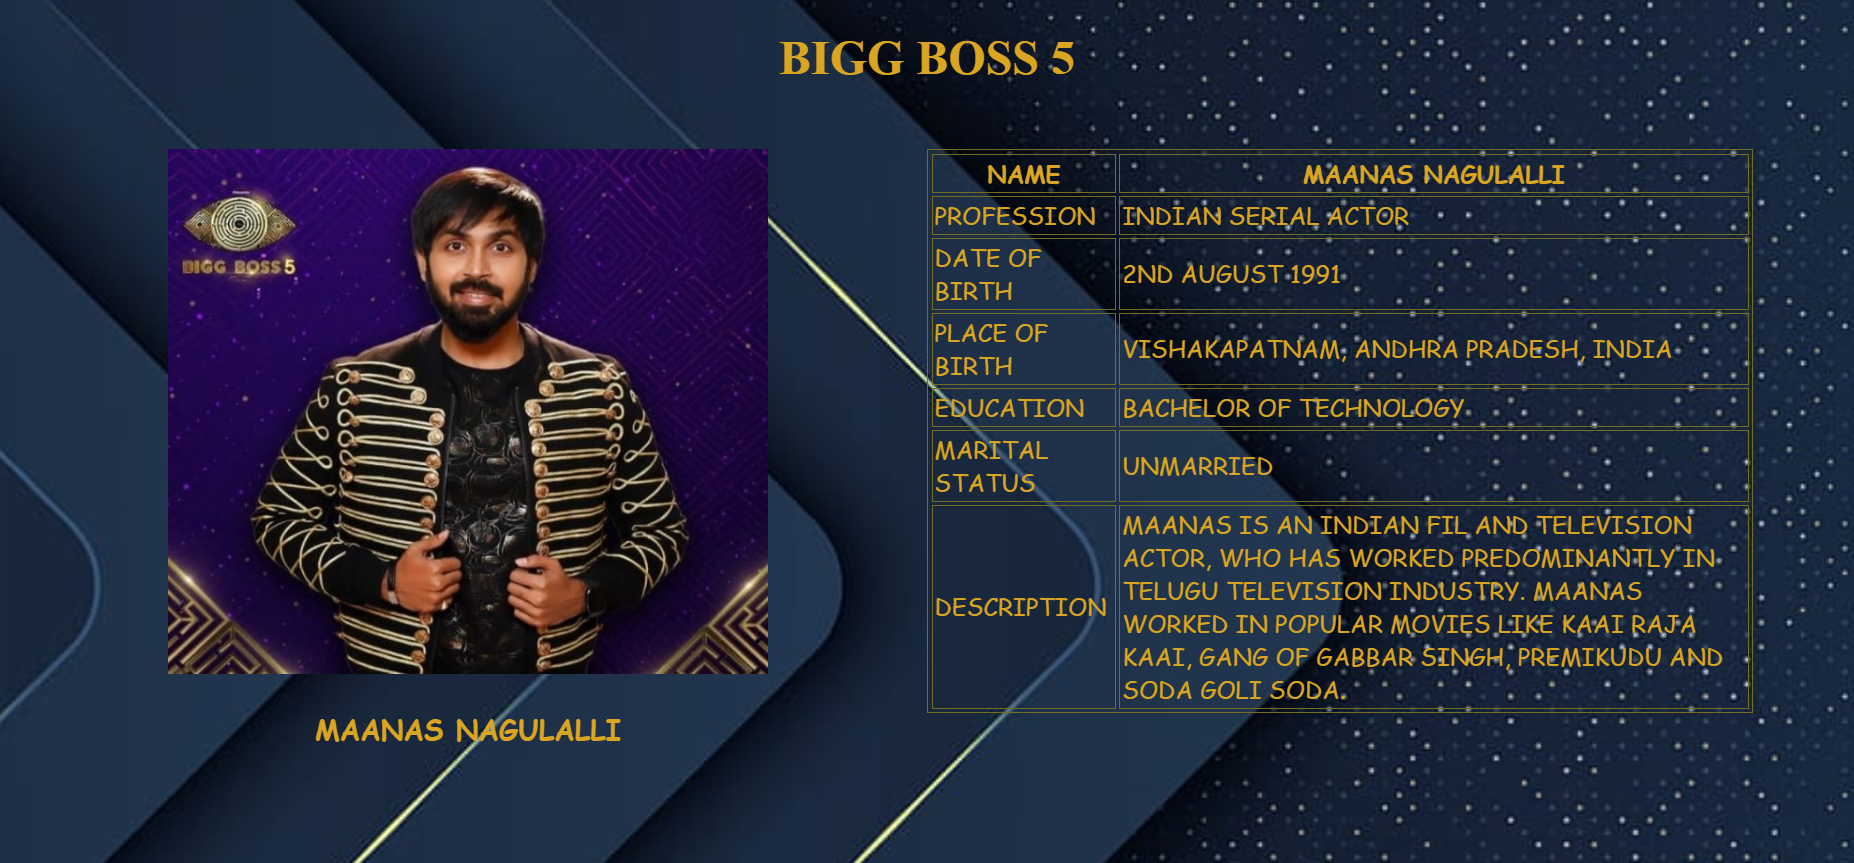 BIGG BOSS 5
BIGG BOSS 5
MAANAS NAGULALLI
NAME
MAANAS NAGULALLI
PROFESSION
INDIAN SERIAL ACTOR
DATE OF
BIRTH
2ND AUGUST 1991
PLACE OF
BIRTH
VISHAKAPATNAM, ANDHRA PRADESH, INDIA
EDUCATION
BACHELOR OF TECHNOLOGY
MARITAL
STATUS
UNMARRIED
DESCRIPTION
MAANAS IS AN INDIAN FIL AND TELEVISION
ACTOR, WHO HAS WORKED PREDOMINANTLY IN
TELUGU TELEVISION INDUSTRY. MAANAS
WORKED IN POPULAR MOVIES LIKE KAAI RAJA
KAAI, GANG OF GABBAR SINGH, PREMIKUDU AND
SODA GOLI SODA.